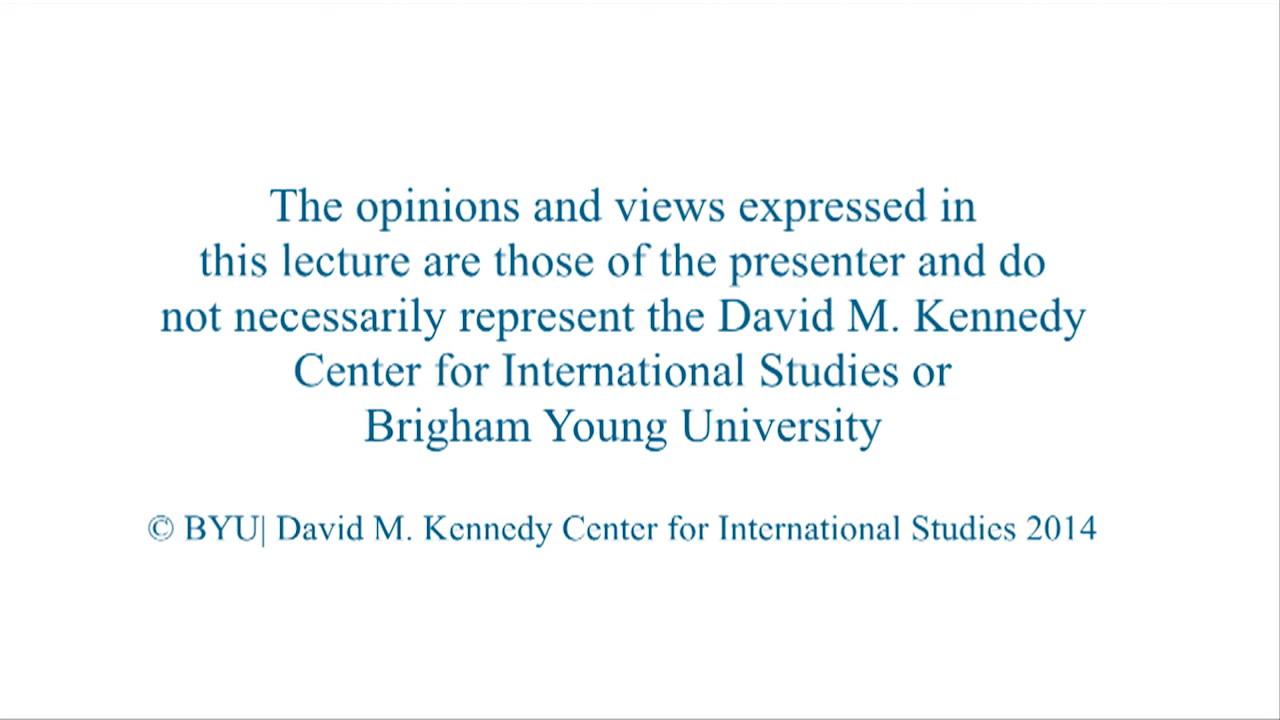 The opinions and views expressed in
this lecture are those of the presenter and do
not necessarily represent the David M. Kennedy
Center for International Studies or
Brigham Young University
© BYU| David M. Kennedy Center for International Studies 2014